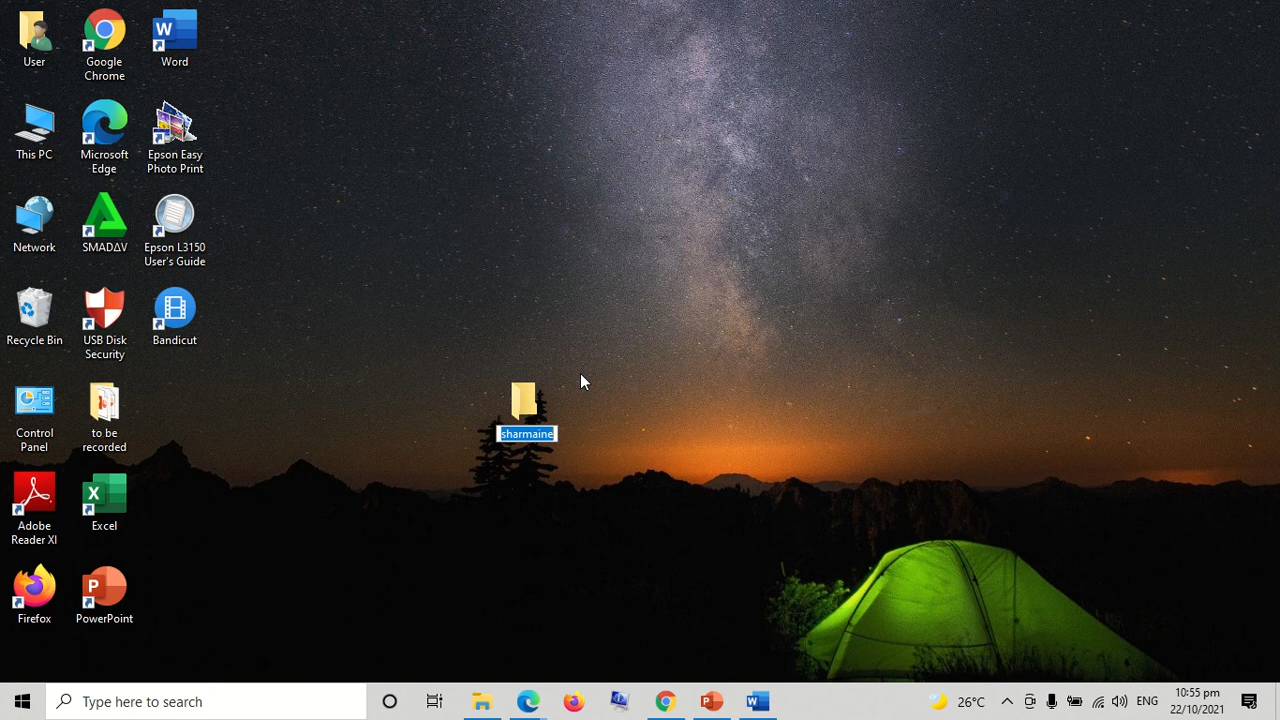 User
Google
Chrome
Word
This PC
Microsoft
Edge
Epson Easy
Photo Print
Network
SMADΔV
Epson L3150
User's Guide
Recycle Bin
USB Disk
Security
Bandicut
Control
Panel
to be
recorded
sharmaine
Adobe
Reader XI
Excel
Firefox
PowerPoint
Type here to search
26°C
ENG
10:55 pm
22/10/2021